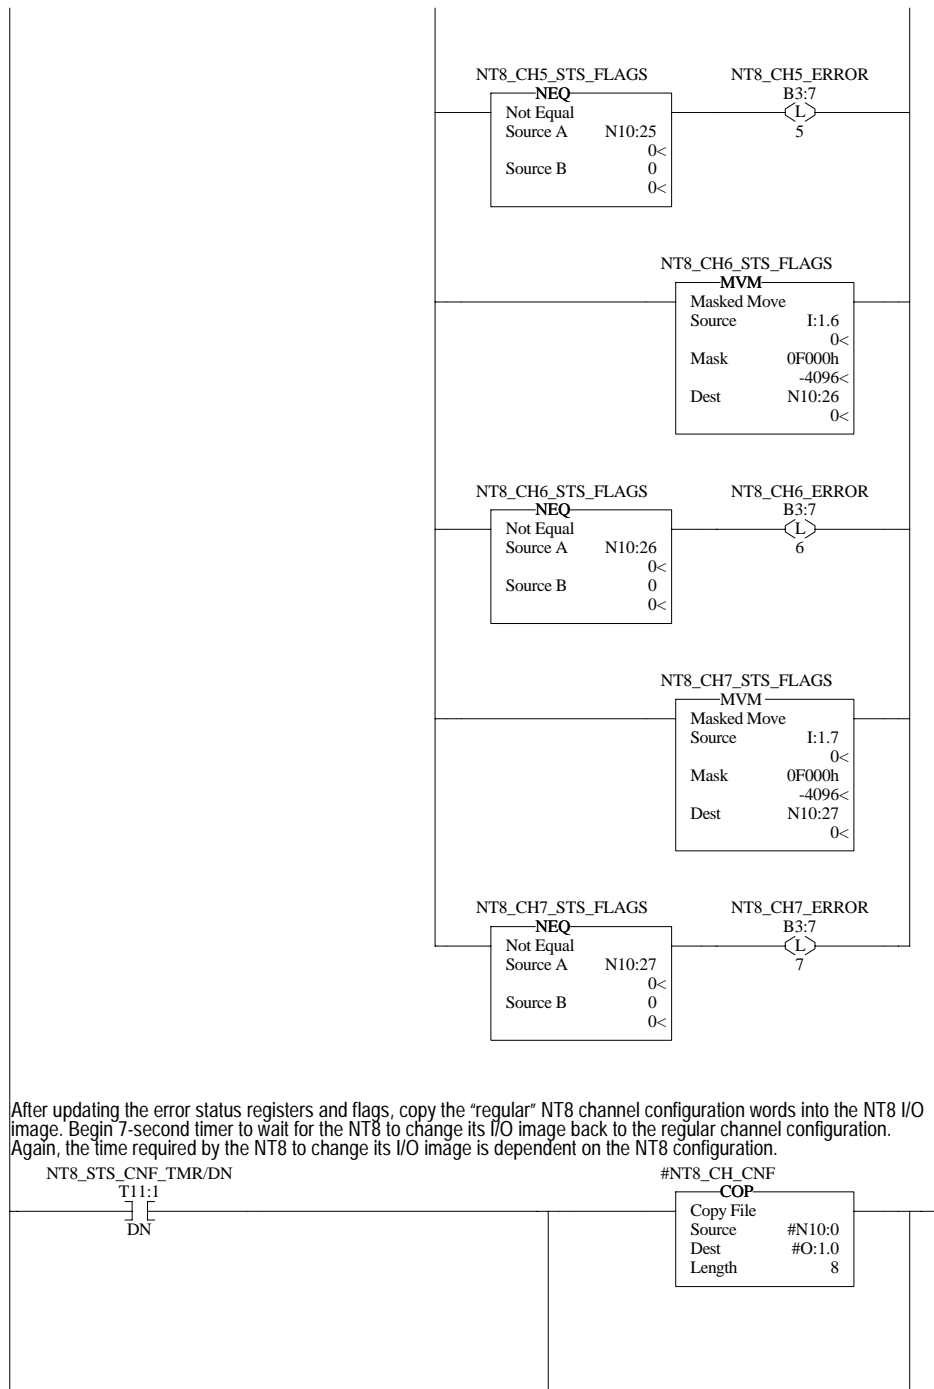 NT8_CH5_STS_FLAGS NT8_CH5_ERROR
NEQ B3:7
Not Equal L
Source A N10:25 5
0<
Source B 0
0<
NT8_CH6_STS_FLAGS
MVM
Masked Move
Source I:1.6
0<
Mask 0F000h
-4096<
Dest N10:26
0<
NT8_CH6_STS_FLAGS NT8_CH6_ERROR
NEQ B3:7
Not Equal L
Source A N10:26 6
0<
Source B 0
0<
NT8_CH7_STS_FLAGS
MVM
Masked Move
Source I:1.7
0<
Mask 0F000h
-4096<
Dest N10:27
0<
NT8_CH7_STS_FLAGS NT8_CH7_ERROR
NEQ B3:7
Not Equal L
Source A N10:27 7
0<
Source B 0
0<
After updating the error status registers and flags, copy the “regular” NT8 channel configuration words into the NT8 I/O
image. Begin 7-second timer to wait for the NT8 to change its I/O image back to the regular channel configuration.
Again, the time required by the NT8 to change its I/O image is dependent on the NT8 configuration.
NT8_STS_CNF_TMR/DN #NT8_CH_CNF
T11:1 COP
DN Copy File
Source #N10:0
Dest #O:1.0
Length 8